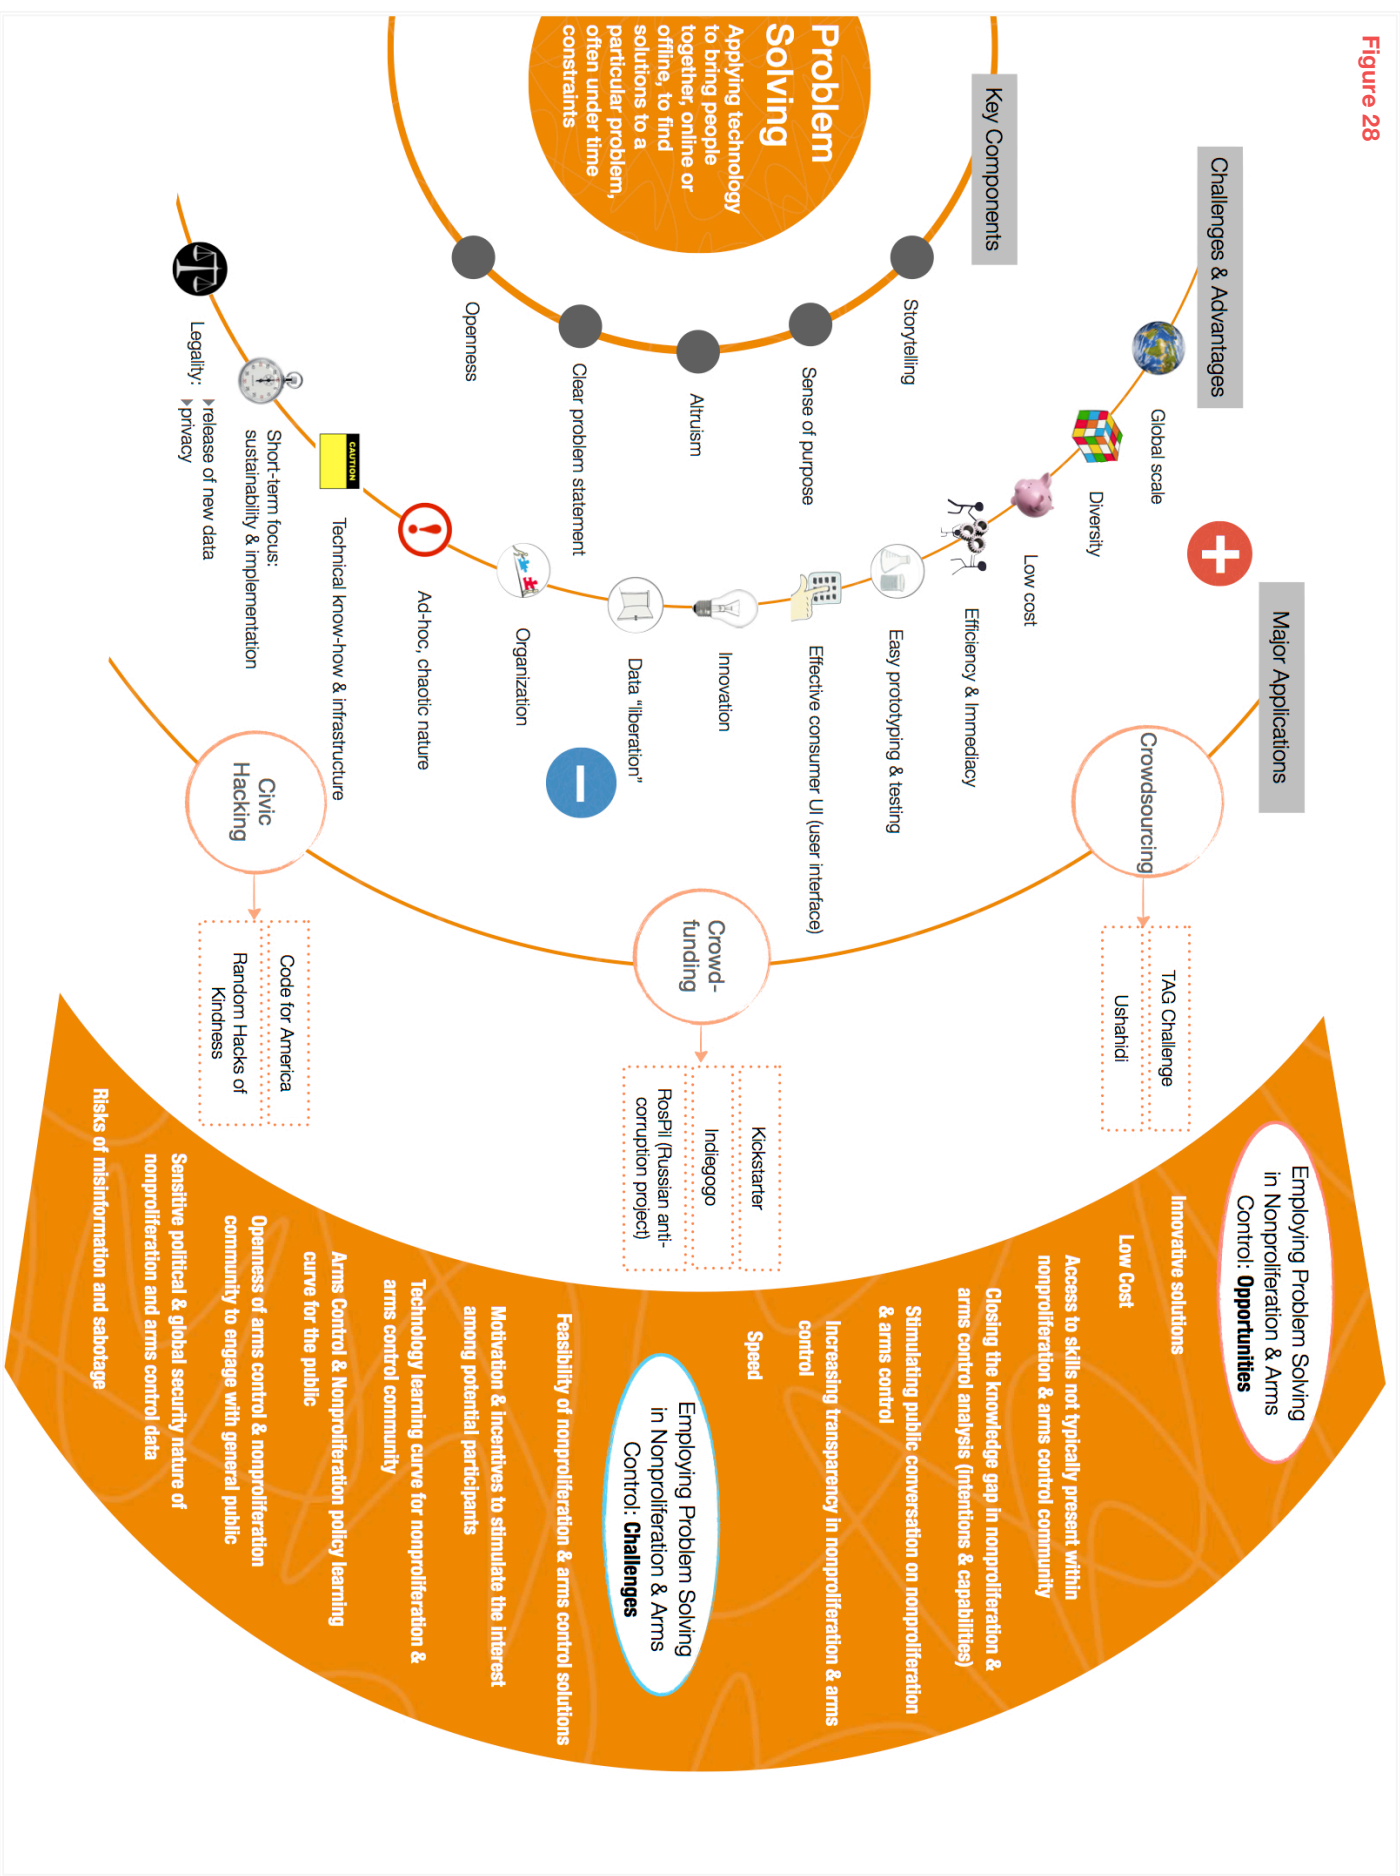 Figure 28
Problem
Solving
Applying technology
to bring people
together, online or
offline, to find
solutions to a
particular problem,
often under time
constraints
Key Components
Storytelling
Sense of purpose
Altruism
Clear problem statement
Openness
Challenges & Advantages
Global scale
Diversity
Low cost
Efficiency & Immediacy
Easy prototyping & testing
Effective consumer UI (user interface)
Innovation
Data “liberation”
Organization
Ad-hoc, chaotic nature
CAUTION
Technical know-how & infrastructure
Short-term focus:
sustainability & implementation
Legality:
release of new data
privacy
Major Applications
Crowdsourcing
TAG Challenge
Ushahidi
Crowd-
funding
Kickstarter
Indiegogo
RosPil (Russian anti-
corruption project)
Civic
Hacking
Code for America
Random Hacks of
Kindness
Employing Problem Solving
in Nonproliferation & Arms
Control: Opportunities
Innovative solutions
Low Cost
Access to skills not typically present within
nonproliferation & arms control community
Closing the knowledge gap in nonproliferation &
arms control analysis (intentions & capabilities)
Stimulating public conversation on nonproliferation
& arms control
Increasing transparency in nonproliferation & arms
control
Speed
Employing Problem Solving
in Nonproliferation & Arms
Control: Challenges
Feasibility of nonproliferation & arms control solutions
Motivation & incentives to stimulate the interest
among potential participants
Technology learning curve for nonproliferation &
arms control community
Arms Control & Nonproliferation policy learning
curve for the public
Openness of arms control & nonproliferation
community to engage with general public
Sensitive political & global security nature of
nonproliferation and arms control data
Risks of misinformation and sabotage